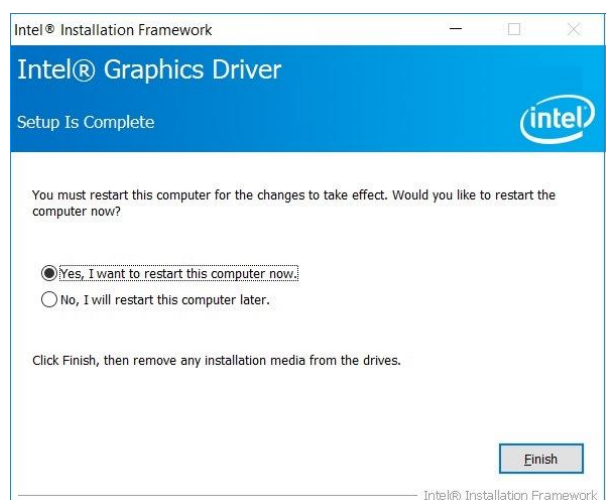 Intel® Installation Framework
Intel® Graphics Driver
Setup Is Complete
intel
You must restart this computer for the changes to take effect. Would you like to restart the
computer now?
Yes, I want to restart this computer now.
No, I will restart this computer later.
Click Finish, then remove any installation media from the drives.
Finish
Intel® Installation Framework